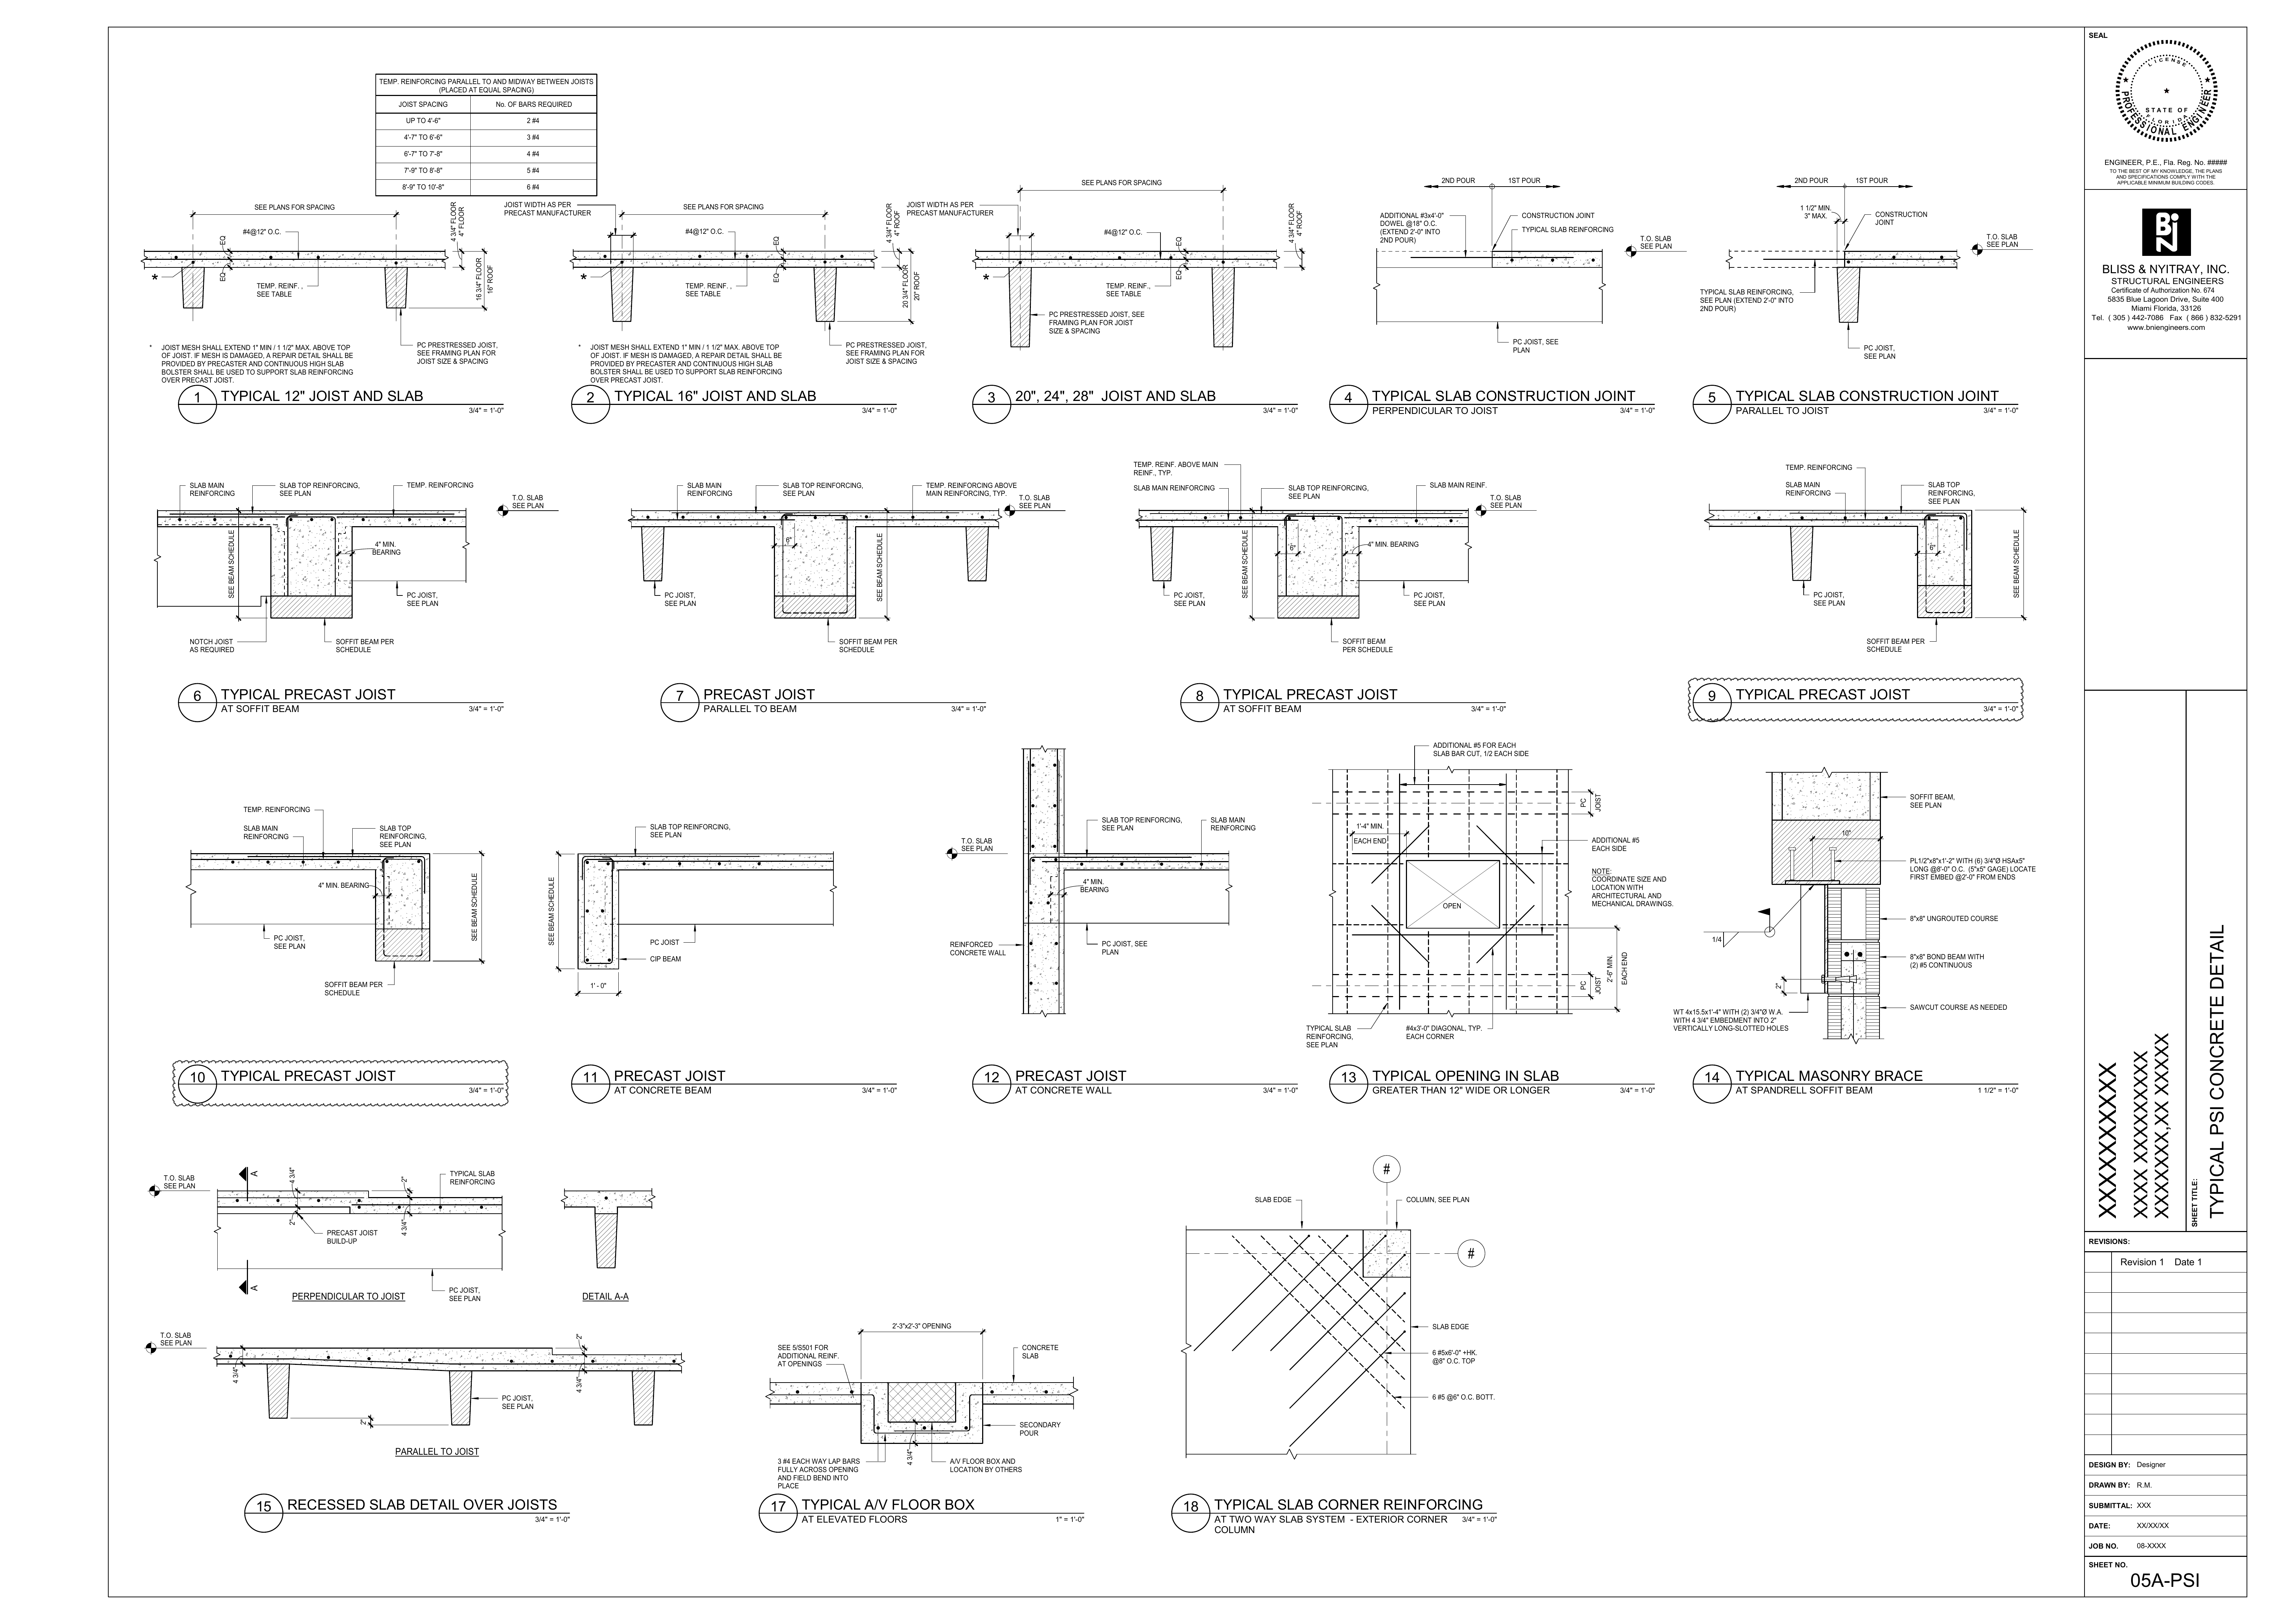 TEMP. REINFORCING PARALLEL TO AND MIDWAY BETWEEN JOISTS
(PLACED AT EQUAL SPACING)
JOIST SPACING No. OF BARS REQUIRED
UP TO 4'-6" 2 #4
4'-7" TO 6'-6" 3 #4
6'-7" TO 7'-8" 4 #4
7'-9" TO 8'-8" 5 #4
8'-9" TO 10'-8" 6 #4
SEE PLANS FOR SPACING
#4@12" O.C.
EQ
EQ
4 3/4" FLOOR
4" FLOOR
16 3/4" FLOOR
16" ROOF
*
TEMP. REINF. ,
SEE TABLE
PC PRESTRESSED JOIST,
SEE FRAMING PLAN FOR
JOIST SIZE & SPACING
* JOIST MESH SHALL EXTEND 1" MIN / 1 1/2" MAX. ABOVE TOP
OF JOIST. IF MESH IS DAMAGED, A REPAIR DETAIL SHALL BE
PROVIDED BY PRECASTER AND CONTINUOUS HIGH SLAB
BOLSTER SHALL BE USED TO SUPPORT SLAB REINFORCING
OVER PRECAST JOIST.
1 TYPICAL 12" JOIST AND SLAB
3/4" = 1'-0"
JOIST WIDTH AS PER
PRECAST MANUFACTURER
SEE PLANS FOR SPACING
#4@12" O.C.
EQ
EQ
4 3/4" FLOOR
4" ROOF
20 3/4" FLOOR
20" ROOF
*
TEMP. REINF. ,
SEE TABLE
PC PRESTRESSED JOIST,
SEE FRAMING PLAN FOR
JOIST SIZE & SPACING
* JOIST MESH SHALL EXTEND 1" MIN / 1 1/2" MAX. ABOVE TOP
OF JOIST. IF MESH IS DAMAGED, A REPAIR DETAIL SHALL BE
PROVIDED BY PRECASTER AND CONTINUOUS HIGH SLAB
BOLSTER SHALL BE USED TO SUPPORT SLAB REINFORCING
OVER PRECAST JOIST.
2 TYPICAL 16" JOIST AND SLAB
3/4" = 1'-0"
JOIST WIDTH AS PER
PRECAST MANUFACTURER
SEE PLANS FOR SPACING
#4@12" O.C.
EQ
EQ
4 3/4" FLOOR
4" ROOF
*
TEMP. REINF.,
SEE TABLE
PC PRESTRESSED JOIST, SEE
FRAMING PLAN FOR JOIST
SIZE & SPACING
3 20", 24", 28" JOIST AND SLAB
3/4" = 1'-0"
2ND POUR 1ST POUR
ADDITIONAL #3x4'-0"
DOWEL @18" O.C.
(EXTEND 2'-0" INTO
2ND POUR)
CONSTRUCTION JOINT
TYPICAL SLAB REINFORCING
T.O. SLAB
SEE PLAN
PC JOIST, SEE
PLAN
4 TYPICAL SLAB CONSTRUCTION JOINT
PERPENDICULAR TO JOIST 3/4" = 1'-0"
2ND POUR 1ST POUR
1 1/2" MIN.
3" MAX.
CONSTRUCTION
JOINT
T.O. SLAB
SEE PLAN
TYPICAL SLAB REINFORCING,
SEE PLAN (EXTEND 2'-0" INTO
2ND POUR)
PC JOIST,
SEE PLAN
5 TYPICAL SLAB CONSTRUCTION JOINT
PARALLEL TO JOIST 3/4" = 1'-0"
SLAB MAIN
REINFORCING
SLAB TOP REINFORCING,
SEE PLAN
TEMP. REINFORCING
T.O. SLAB
SEE PLAN
SEE BEAM SCHEDULE
4" MIN.
BEARING
PC JOIST,
SEE PLAN
NOTCH JOIST
AS REQUIRED
SOFFIT BEAM PER
SCHEDULE
6 TYPICAL PRECAST JOIST
AT SOFFIT BEAM 3/4" = 1'-0"
SLAB MAIN
REINFORCING
SLAB TOP REINFORCING,
SEE PLAN
TEMP. REINFORCING ABOVE
MAIN REINFORCING, TYP.
T.O. SLAB
SEE PLAN
6"
SEE BEAM SCHEDULE
PC JOIST,
SEE PLAN
SOFFIT BEAM PER
SCHEDULE
7 PRECAST JOIST
PARALLEL TO BEAM 3/4" = 1'-0"
TEMP. REINF. ABOVE MAIN
REINF., TYP.
SLAB MAIN REINFORCING
SLAB TOP REINFORCING,
SEE PLAN
SLAB MAIN REINF.
T.O. SLAB
SEE PLAN
SEE BEAM SCHEDULE
6"
4" MIN. BEARING
PC JOIST,
SEE PLAN
PC JOIST,
SEE PLAN
SOFFIT BEAM
PER SCHEDULE
8 TYPICAL PRECAST JOIST
AT SOFFIT BEAM 3/4" = 1'-0"
TEMP. REINFORCING
SLAB MAIN
REINFORCING
SLAB TOP
REINFORCING,
SEE PLAN
6"
SEE BEAM SCHEDULE
PC JOIST,
SEE PLAN
SOFFIT BEAM PER
SCHEDULE
9 TYPICAL PRECAST JOIST
3/4" = 1'-0"
TEMP. REINFORCING
SLAB MAIN
REINFORCING
SLAB TOP
REINFORCING,
SEE PLAN
4" MIN. BEARING
SEE BEAM SCHEDULE
PC JOIST,
SEE PLAN
SOFFIT BEAM PER
SCHEDULE
10 TYPICAL PRECAST JOIST
3/4" = 1'-0"
SLAB TOP REINFORCING,
SEE PLAN
SEE BEAM SCHEDULE
PC JOIST
CIP BEAM
1' - 0"
11 PRECAST JOIST
AT CONCRETE BEAM 3/4" = 1'-0"
T.O. SLAB
SEE PLAN
SLAB TOP REINFORCING,
SEE PLAN
SLAB MAIN
REINFORCING
4" MIN.
BEARING
REINFORCED
CONCRETE WALL
PC JOIST, SEE
PLAN
12 PRECAST JOIST
AT CONCRETE WALL 3/4" = 1'-0"
ADDITIONAL #5 FOR EACH
SLAB BAR CUT, 1/2 EACH SIDE
PC
JOIST
1'-4" MIN.
EACH END
ADDITIONAL #5
EACH SIDE
NOTE:
COORDINATE SIZE AND
LOCATION WITH
ARCHITECTURAL AND
MECHANICAL DRAWINGS.
OPEN
2'-6" MIN.
EACH END
PC
JOIST
TYPICAL SLAB
REINFORCING,
SEE PLAN
#4x3'-0" DIAGONAL, TYP.
EACH CORNER
13 TYPICAL OPENING IN SLAB
GREATER THAN 12" WIDE OR LONGER 3/4" = 1'-0"
SOFFIT BEAM,
SEE PLAN
10"
PL1/2"x8"x1'-2" WITH (6) 3/4"Ø HSAx5"
LONG @8'-0" O.C. (5"x5" GAGE) LOCATE
FIRST EMBED @2'-0" FROM ENDS
8"x8" UNGROUTED COURSE
1/4
8"x8" BOND BEAM WITH
(2) #5 CONTINUOUS
2"
SAWCUT COURSE AS NEEDED
WT 4x15.5x1'-4" WITH (2) 3/4"Ø W.A.
WITH 4 3/4" EMBEDMENT INTO 2"
VERTICALLY LONG-SLOTTED HOLES
14 TYPICAL MASONRY BRACE
AT SPANDRELL SOFFIT BEAM 1 1/2" = 1'-0"
T.O. SLAB
SEE PLAN
A
4 3/4"
2"
TYPICAL SLAB
REINFORCING
2"
4 3/4"
PRECAST JOIST
BUILD-UP
A
PC JOIST,
SEE PLAN
PERPENDICULAR TO JOIST
DETAIL A-A
T.O. SLAB
SEE PLAN
2"
4 3/4"
4 3/4"
PC JOIST,
SEE PLAN
2"
PARALLEL TO JOIST
15 RECESSED SLAB DETAIL OVER JOISTS
3/4" = 1'-0"
2'-3"x2'-3" OPENING
SEE 5/S501 FOR
ADDITIONAL REINF.
AT OPENINGS
CONCRETE
SLAB
SECONDARY
POUR
4 3/4"
3 #4 EACH WAY LAP BARS
FULLY ACROSS OPENING
AND FIELD BEND INTO
PLACE
A/V FLOOR BOX AND
LOCATION BY OTHERS
17 TYPICAL A/V FLOOR BOX
AT ELEVATED FLOORS 1" = 1'-0"
#
SLAB EDGE
COLUMN, SEE PLAN
#
SLAB EDGE
6 #5x6'-0" +HK.
@8" O.C. TOP
6 #5 @6" O.C. BOTT.
18 TYPICAL SLAB CORNER REINFORCING
AT TWO WAY SLAB SYSTEM - EXTERIOR CORNER 3/4" = 1'-0"
COLUMN
SEAL
LICENSE
STATE OF
FLORIDA
PROFESSIONAL ENGINEER
ENGINEER, P.E., Fla. Reg. No. #####
TO THE BEST OF MY KNOWLEDGE, THE PLANS
AND SPECIFICATIONS COMPLY WITH THE
APPLICABLE MINIMUM BUILDING CODES.
BN
BLISS & NYITRAY, INC.
STRUCTURAL ENGINEERS
Certificate of Authorization No. 674
5835 Blue Lagoon Drive, Suite 400
Miami Florida, 33126
Tel. ( 305 ) 442-7086 Fax ( 866 ) 832-5291
www.bniengineers.com
XXXXXXXXX
XXXX XXXXXXXX
XXXXXXX,XX XXXXX
SHEET TITLE:
TYPICAL PSI CONCRETE DETAIL
REVISIONS:
Revision 1 Date 1
DESIGN BY: Designer
DRAWN BY: R.M.
SUBMITTAL: XXX
DATE: XX/XX/XX
JOB NO. 08-XXXX
SHEET NO.
05A-PSI